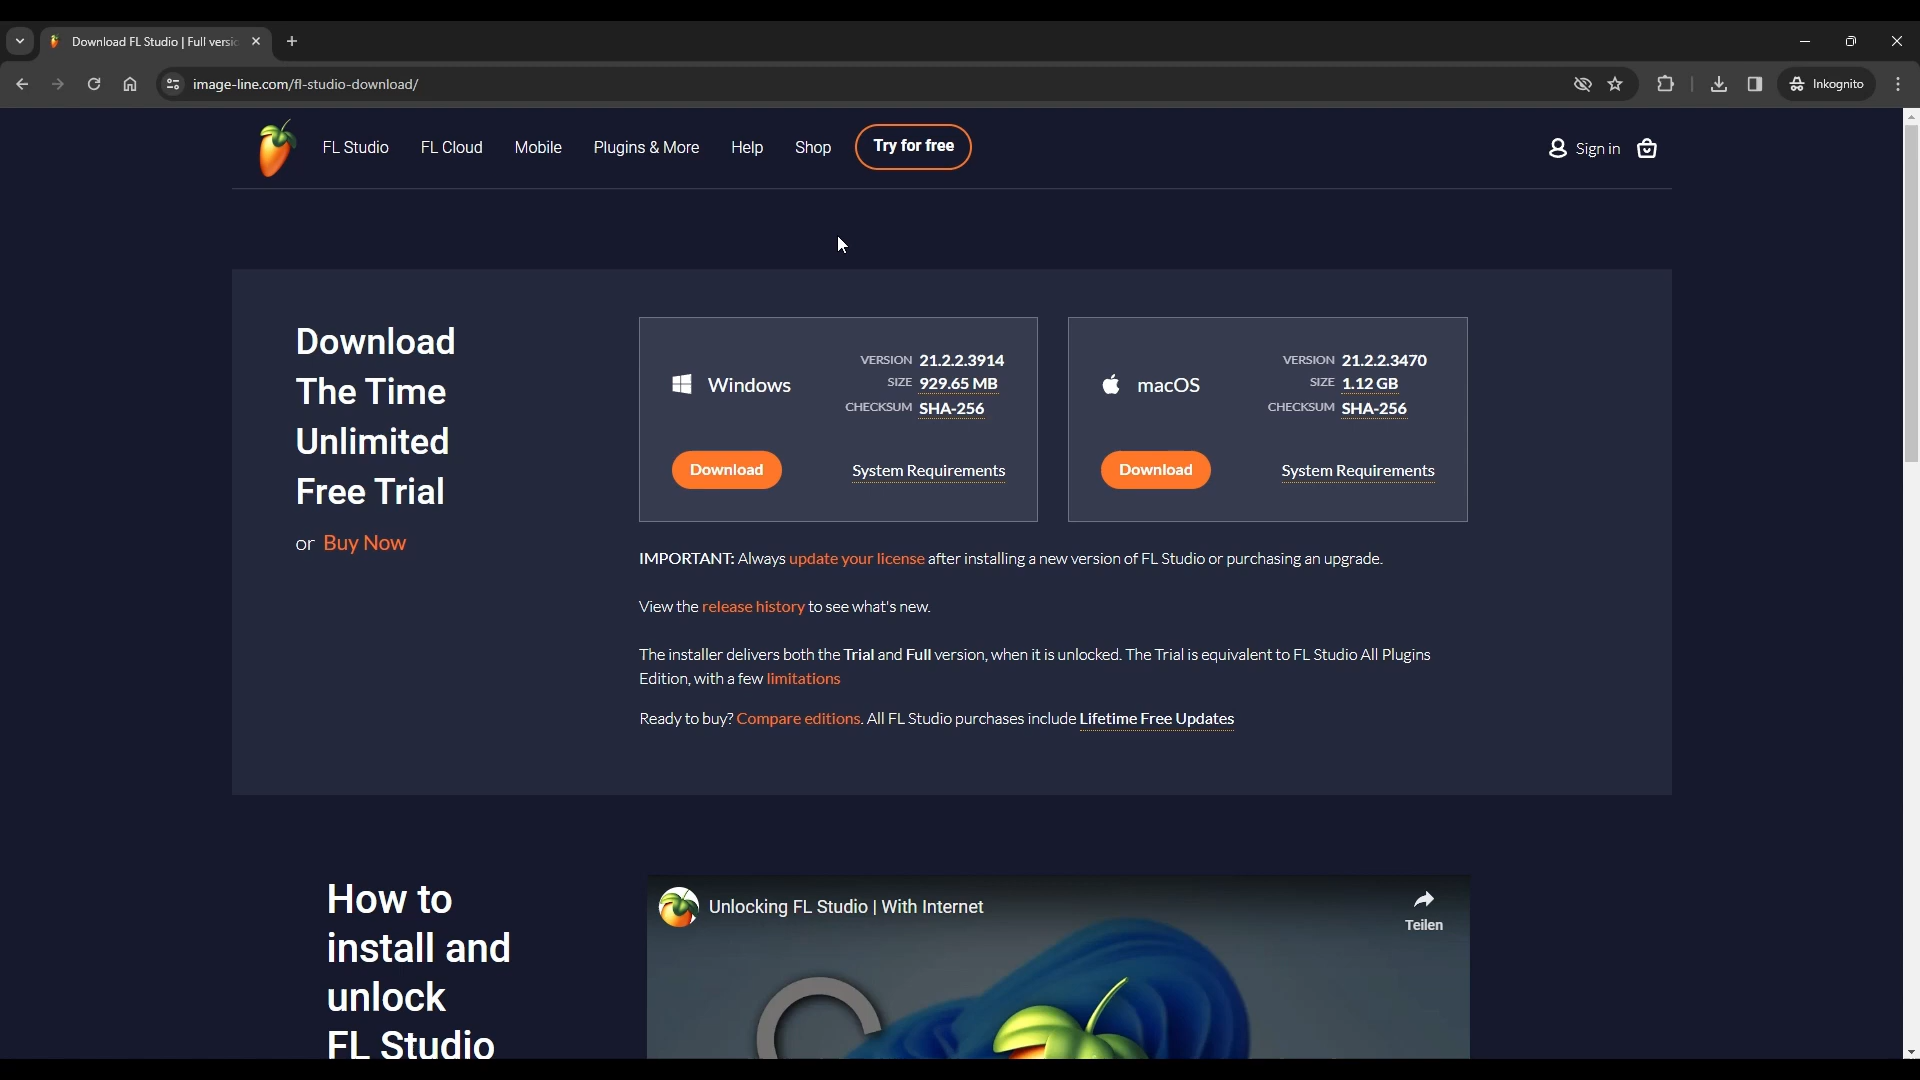 Download FL Studio | Full versic
image-line.com/fl-studio-download/
Inkognito
FL Studio
FL Cloud
Mobile
Plugins & More
Help
Shop
Try for free
Sign in
Download
The Time
Unlimited
Free Trial
or Buy Now
Windows
VERSION 21.2.2.3914
SIZE 929.65 MB
CHECKSUM SHA-256
Download
System Requirements
macOS
VERSION 21.2.2.3470
SIZE 1.12 GB
CHECKSUM SHA-256
Download
System Requirements
IMPORTANT: Always update your license after installing a new version of FL Studio or purchasing an upgrade.
View the release history to see what's new.
The installer delivers both the Trial and Full version, when it is unlocked. The Trial is equivalent to FL Studio All Plugins
Edition, with a few limitations
Ready to buy? Compare editions. All FL Studio purchases include Lifetime Free Updates
How to
install and
unlock
FL Studio
Unlocking FL Studio | With Internet
Teilen